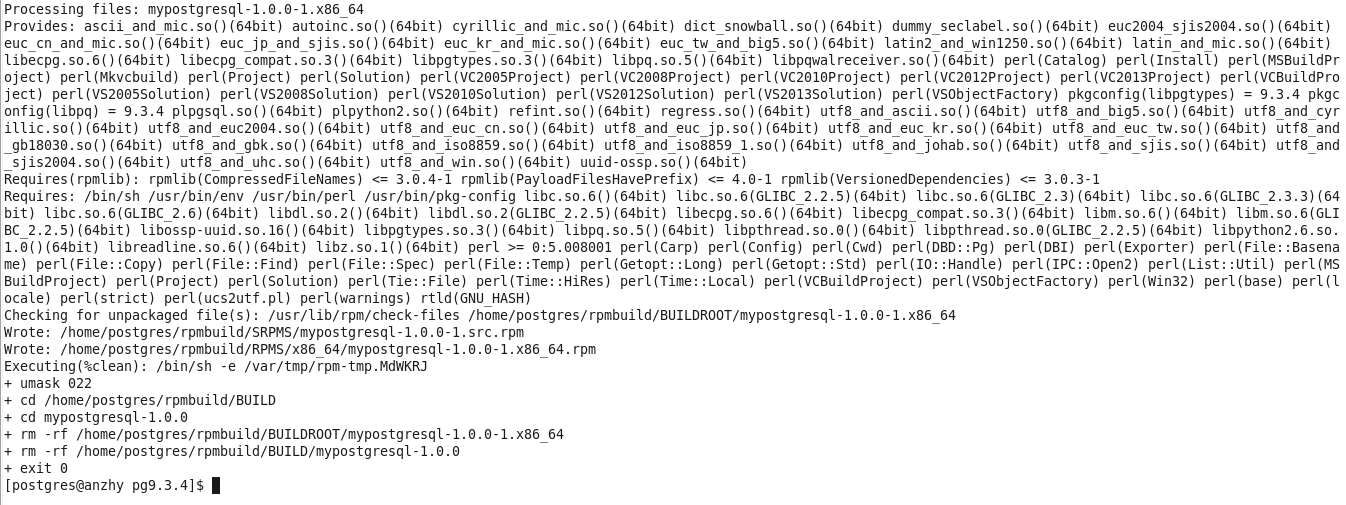 Processing files: mypostgresql-1.0.0-1.x86_64
Provides: ascii_and_mic.so()(64bit) autoinc.so()(64bit) cyrillic_and_mic.so()(64bit) dict_snowball.so()(64bit) dummy_seclabel.so()(64bit) euc2004_sjis2004.so()(64bit)
euc_cn_and_mic.so()(64bit) euc_jp_and_sjis.so()(64bit) euc_kr_and_mic.so()(64bit) euc_tw_and_big5.so()(64bit) latin2_and_win1250.so()(64bit) latin_and_mic.so()(64bit)
libecpg.so.6()(64bit) libecpg_compat.so.3()(64bit) libpgtypes.so.3()(64bit) libpq.so.5()(64bit) libpqwalreceiver.so()(64bit) perl(Catalog) perl(Install) perl(MSBuildPr
oject) perl(Mkvcbuild) perl(Project) perl(Solution) perl(VC2005Project) perl(VC2008Project) perl(VC2010Project) perl(VC2012Project) perl(VC2013Project) perl(VCBuildPro
ject) perl(VS2005Solution) perl(VS2008Solution) perl(VS2010Solution) perl(VS2012Solution) perl(VS2013Solution) perl(VSObjectFactory) pkgconfig(libpgtypes) = 9.3.4 pkgc
onfig(libpq) = 9.3.4 plpgsql.so()(64bit) plpython2.so()(64bit) refint.so()(64bit) regress.so()(64bit) utf8_and_ascii.so()(64bit) utf8_and_big5.so()(64bit) utf8_and_cyr
illic.so()(64bit) utf8_and_euc2004.so()(64bit) utf8_and_euc_cn.so()(64bit) utf8_and_euc_jp.so()(64bit) utf8_and_euc_kr.so()(64bit) utf8_and_euc_tw.so()(64bit) utf8_and
_gb18030.so()(64bit) utf8_and_gbk.so()(64bit) utf8_and_iso8859.so()(64bit) utf8_and_iso8859_1.so()(64bit) utf8_and_johab.so()(64bit) utf8_and_sjis.so()(64bit) utf8_and
_sjis2004.so()(64bit) utf8_and_uhc.so()(64bit) utf8_and_win.so()(64bit) uuid-ossp.so()(64bit)
Requires(rpmlib): rpmlib(CompressedFileNames) <= 3.0.4-1 rpmlib(PayloadFilesHavePrefix) <= 4.0-1 rpmlib(VersionedDependencies) <= 3.0.3-1
Requires: /bin/sh /usr/bin/env /usr/bin/perl /usr/bin/pkg-config libc.so.6()(64bit) libc.so.6(GLIBC_2.2.5)(64bit) libc.so.6(GLIBC_2.3)(64bit) libc.so.6(GLIBC_2.3.3)(64
bit) libc.so.6(GLIBC_2.6)(64bit) libdl.so.2()(64bit) libdl.so.2(GLIBC_2.2.5)(64bit) libecpg.so.6()(64bit) libecpg_compat.so.3()(64bit) libm.so.6()(64bit) libm.so.6(GLI
BC_2.2.5)(64bit) libossp-uuid.so.16()(64bit) libpgtypes.so.3()(64bit) libpq.so.5()(64bit) libpthread.so.0()(64bit) libpthread.so.0(GLIBC_2.2.5)(64bit) libpython2.6.so.
1.0()(64bit) libreadline.so.6()(64bit) libz.so.1()(64bit) perl >= 0:5.008001 perl(Carp) perl(Config) perl(Cwd) perl(DBD::Pg) perl(DBI) perl(Exporter) perl(File::Basena
me) perl(File::Copy) perl(File::Find) perl(File::Spec) perl(File::Temp) perl(Getopt::Long) perl(Getopt::Std) perl(IO::Handle) perl(IPC::Open2) perl(List::Util) perl(MS
BuildProject) perl(Project) perl(Solution) perl(Tie::File) perl(Time::HiRes) perl(Time::Local) perl(VCBuildProject) perl(VSObjectFactory) perl(Win32) perl(base) perl(l
ocale) perl(strict) perl(ucs2utf.pl) perl(warnings) rtld(GNU_HASH)
Checking for unpackaged file(s): /usr/lib/rpm/check-files /home/postgres/rpmbuild/BUILDROOT/mypostgresql-1.0.0-1.x86_64
Wrote: /home/postgres/rpmbuild/SRPMS/mypostgresql-1.0.0-1.src.rpm
Wrote: /home/postgres/rpmbuild/RPMS/x86_64/mypostgresql-1.0.0-1.x86_64.rpm
Executing(%clean): /bin/sh -e /var/tmp/rpm-tmp.MdWKRJ
+ umask 022
+ cd /home/postgres/rpmbuild/BUILD
+ cd mypostgresql-1.0.0
+ rm -rf /home/postgres/rpmbuild/BUILDROOT/mypostgresql-1.0.0-1.x86_64
+ rm -rf /home/postgres/rpmbuild/BUILD/mypostgresql-1.0.0
+ exit 0
[postgres@anzhy pg9.3.4]$